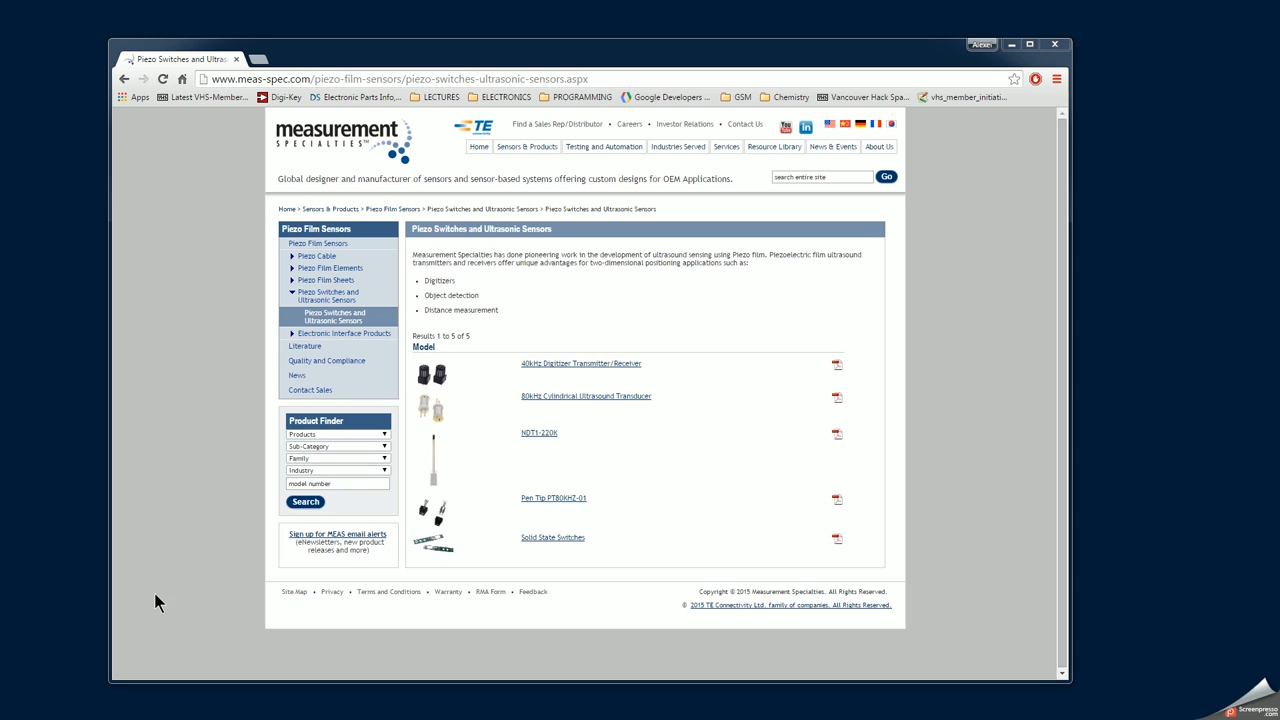 Alexei
Piezo Switches and Ultras
www.meas-spec.com/piezo-film-sensors/piezo-switches-ultrasonic-sensors.aspx
Apps
Latest VHS-Member...
Digi-Key
Electronic Parts Info,...
LECTURES
ELECTRONICS
PROGRAMMING
Google Developers ...
GSM
Chemistry
Vancouver Hack Spa...
vhs_member_initiati...
measurement
SPECIALTIES™
TE
connectivity
Find a Sales Rep/Distributor • Careers • Investor Relations • Contact Us
You
Tube
in
Home
Sensors & Products
Testing and Automation
Industries Served
Services
Resource Library
News & Events
About Us
Global designer and manufacturer of sensors and sensor-based systems offering custom designs for OEM Applications.
search entire site
Go
Home > Sensors & Products > Piezo Film Sensors > Piezo Switches and Ultrasonic Sensors > Piezo Switches and Ultrasonic Sensors
Piezo Film Sensors
Piezo Film Sensors
Piezo Cable
Piezo Film Elements
Piezo Film Sheets
Piezo Switches and
Ultrasonic Sensors
Piezo Switches and
Ultrasonic Sensors
Electronic Interface Products
Literature
Quality and Compliance
News
Contact Sales
Product Finder
Products
Sub-Category
Family
Industry
model number
Search
Sign up for MEAS email alerts
(eNewsletters, new product
releases and more)
Piezo Switches and Ultrasonic Sensors
Measurement Specialties has done pioneering work in the development of ultrasound sensing using Piezo film. Piezoelectric film ultrasound
transmitters and receivers offer unique advantages for two-dimensional positioning applications such as:
• Digitizers
• Object detection
• Distance measurement
Results 1 to 5 of 5
Model
40kHz Digitizer Transmitter/Receiver
80kHz Cylindrical Ultrasound Transducer
NDT1-220K
Pen Tip PT80KHZ-01
Solid State Switches
Site Map • Privacy • Terms and Conditions • Warranty • RMA Form • Feedback
Copyright © 2015 Measurement Specialties. All Rights Reserved.
© 2015 TE Connectivity Ltd. family of companies. All Rights Reserved.
Screenpresso
.com